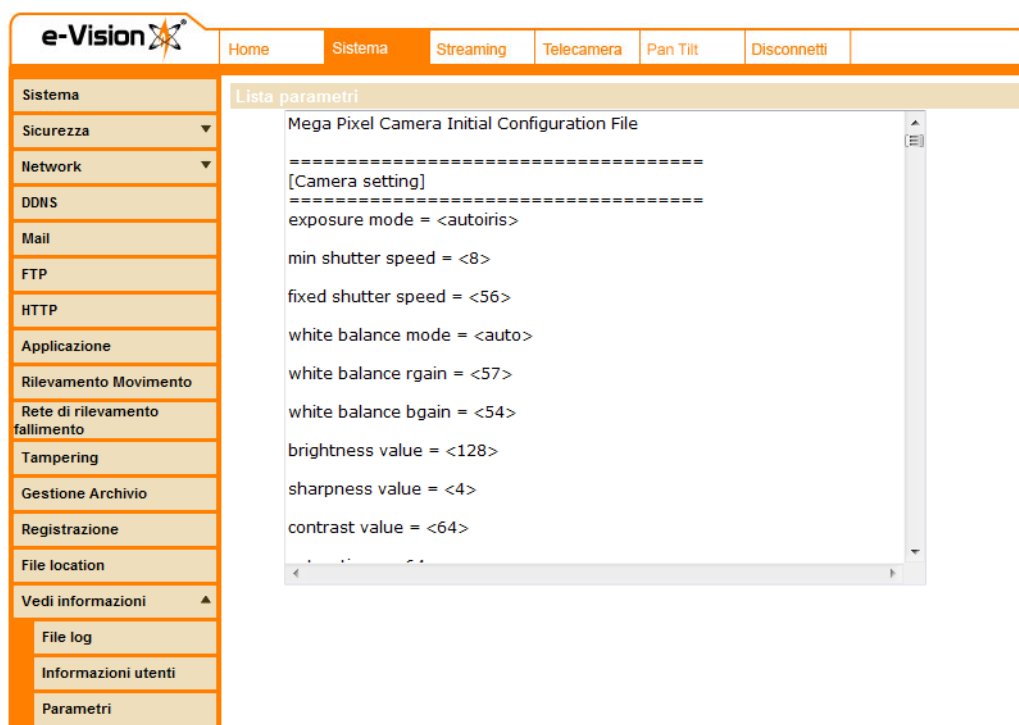 e-Vision
Home
Sistema
Streaming
Telecamera
Pan Tilt
Disconnetti
Sistema
Sicurezza
Network
DDNS
Mail
FTP
HTTP
Applicazione
Rilevamento Movimento
Rete di rilevamento
fallimento
Tampering
Gestione Archivio
Registrazione
File location
Vedi informazioni
File log
Informazioni utenti
Parametri
Lista parametri
Mega Pixel Camera Initial Configuration File
====================================
[Camera setting]
====================================
exposure mode = <autoiris>
min shutter speed = <8>
fixed shutter speed = <56>
white balance mode = <auto>
white balance rgain = <57>
white balance bgain = <54>
brightness value = <128>
sharpness value = <4>
contrast value = <64>